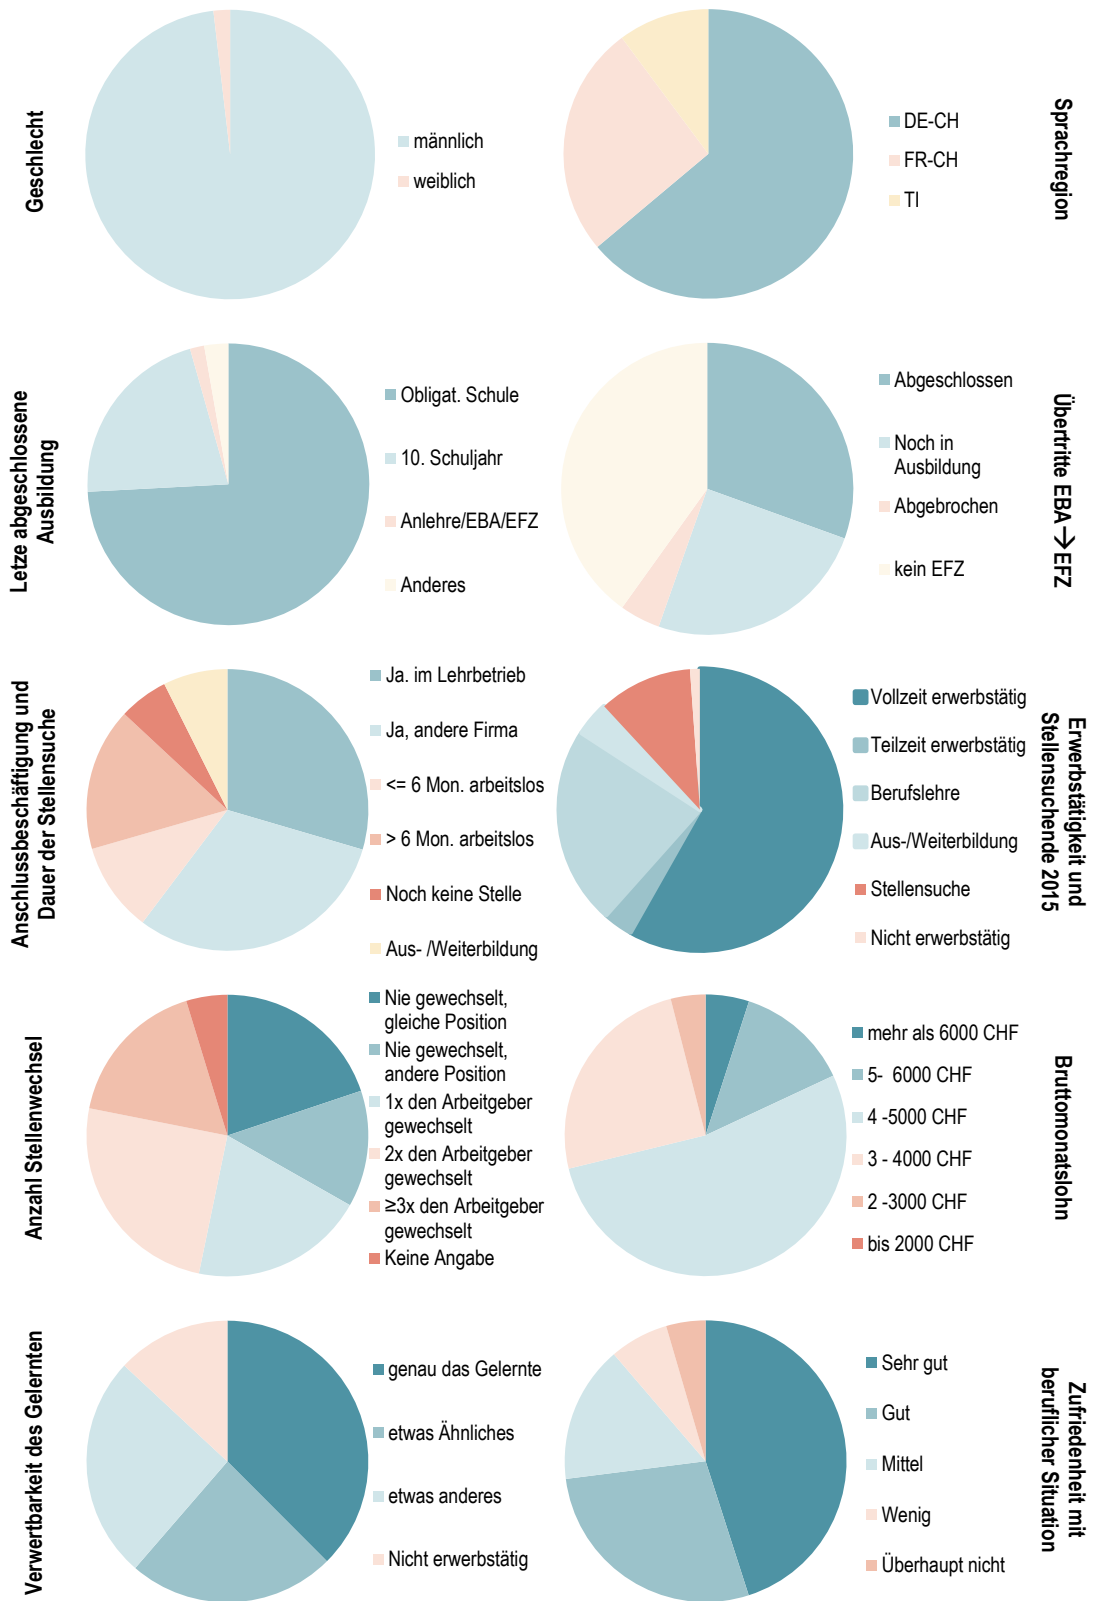 Geschlecht
männlich
weiblich
DE-CH
FR-CH
TI
Sprachregion
Letze abgeschlossene
Ausbildung
Obligat. Schule
10. Schuljahr
Anlehre/EBA/EFZ
Anderes
Abgeschlossen
Noch in
Ausbildung
Abgebrochen
kein EFZ
Übertritte EBA→EFZ
Anschlussbeschäftigung und
Dauer der Stellensuche
Ja. im Lehrbetrieb
Ja, andere Firma
<= 6 Mon. arbeitslos
> 6 Mon. arbeitslos
Noch keine Stelle
Aus- /Weiterbildung
Vollzeit erwerbstätig
Teilzeit erwerbstätig
Berufslehre
Aus-/Weiterbildung
Stellensuche
Nicht erwerbstätig
Erwerbstätigkeit und
Stellensuchende 2015
Anzahl Stellenwechsel
Nie gewechselt,
gleiche Position
Nie gewechselt,
andere Position
1x den Arbeitgeber
gewechselt
2x den Arbeitgeber
gewechselt
≥3x den Arbeitgeber
gewechselt
Keine Angabe
mehr als 6000 CHF
5- 6000 CHF
4 -5000 CHF
3 - 4000 CHF
2 -3000 CHF
bis 2000 CHF
Bruttomonatslohn
Verwertbarkeit des Gelernten
genau das Gelernte
etwas Ähnliches
etwas anderes
Nicht erwerbstätig
Sehr gut
Gut
Mittel
Wenig
Überhaupt nicht
Zufriedenheit mit
beruflicher Situation